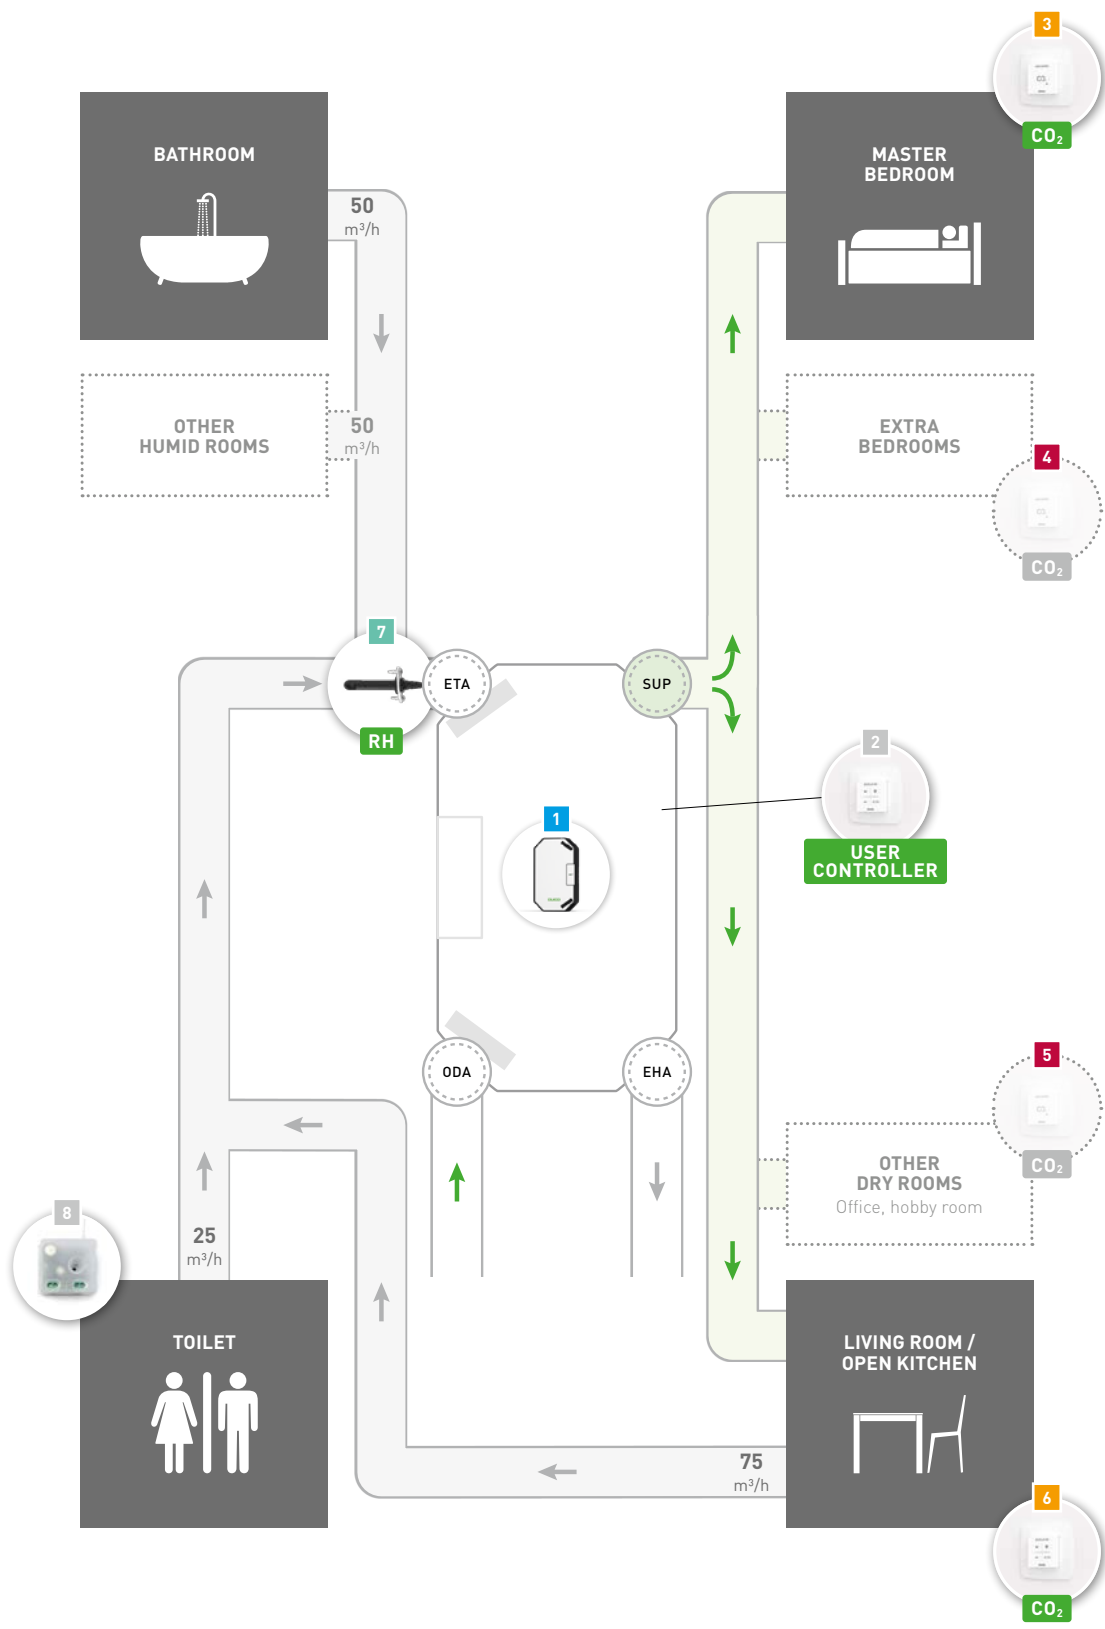 3
CO₂
BATHROOM
MASTER
BEDROOM
50
m³/h
OTHER
HUMID ROOMS
50
m³/h
EXTRA
BEDROOMS
4
CO₂
7
ETA
SUP
RH
2
USER
CONTROLLER
1
ODA
EHA
5
CO₂
OTHER
DRY ROOMS
Office, hobby room
8
25
m³/h
TOILET
LIVING ROOM /
OPEN KITCHEN
75
m³/h
6
CO₂